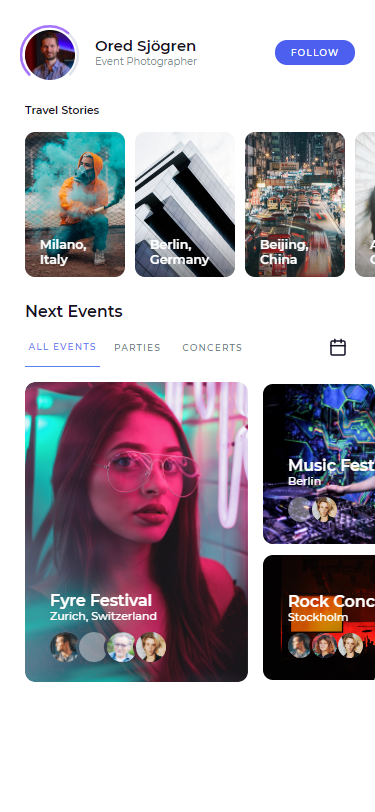 Ored Sjögren
Event Photographer
FOLLOW
Travel Stories
Milano,
Italy
Berlin,
Germany
Beijing,
China
Next Events
ALL EVENTS
PARTIES
CONCERTS
Fyre Festival
Zurich, Switzerland
Music Fest
Berlin
Rock Conc
Stockholm